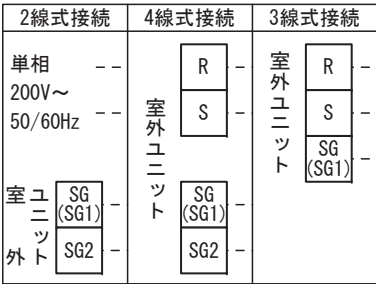 2線式接続
4線式接続
3線式接続
単相
200V～
50/60Hz
室外ユニット
SG
(SG1)
SG2
室外ユニット
R
S
SG
(SG1)
SG2
室外ユニット
R
S
SG
(SG1)